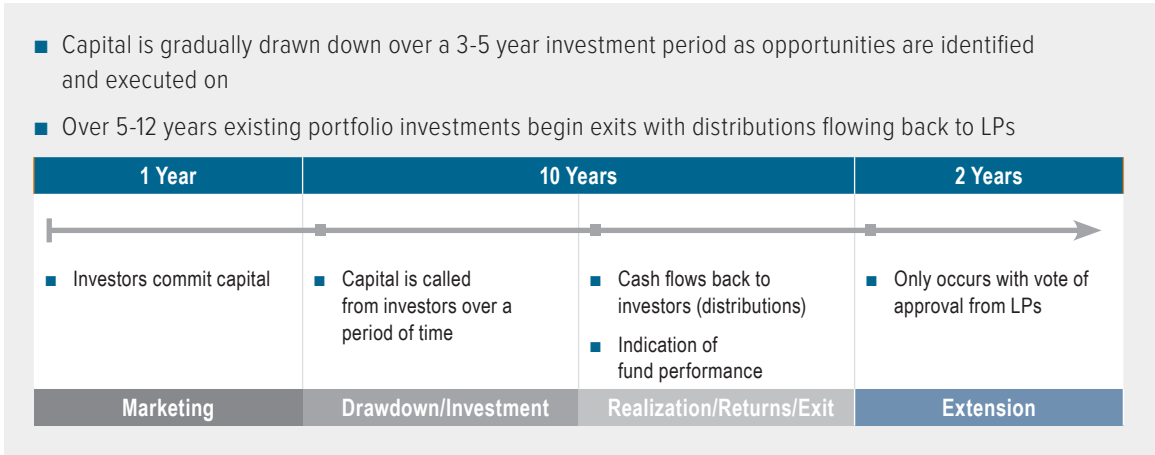 ■ Capital is gradually drawn down over a 3-5 year investment period as opportunities are identified
and executed on
■ Over 5-12 years existing portfolio investments begin exits with distributions flowing back to LPs
1 Year
10 Years
2 Years
■ Investors commit capital
■ Capital is called
from investors over a
period of time
■ Cash flows back to
investors (distributions)
■ Indication of
fund performance
■ Only occurs with vote of
approval from LPs
Marketing
Drawdown/Investment
Realization/Returns/Exit
Extension